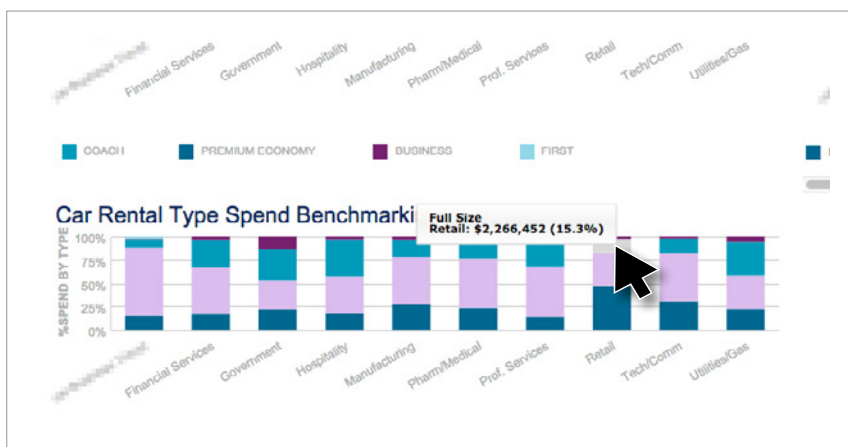 Financial Services
Government
Hospitality
Manufacturing
Pharm/Medical
Prof. Services
Retail
Tech/Comm
Utilities/Gas
COACH
PREMIUM ECONOMY
BUSINESS
FIRST
Car Rental Type Spend Benchmarki
Full Size
Retail: $2,266,452 (15.3%)
%SPEND BY TYPE
100%
75%
50%
25%
0%
Financial Services
Government
Hospitality
Manufacturing
Pharm/Medical
Prof. Services
Retail
Tech/Comm
Utilities/Gas